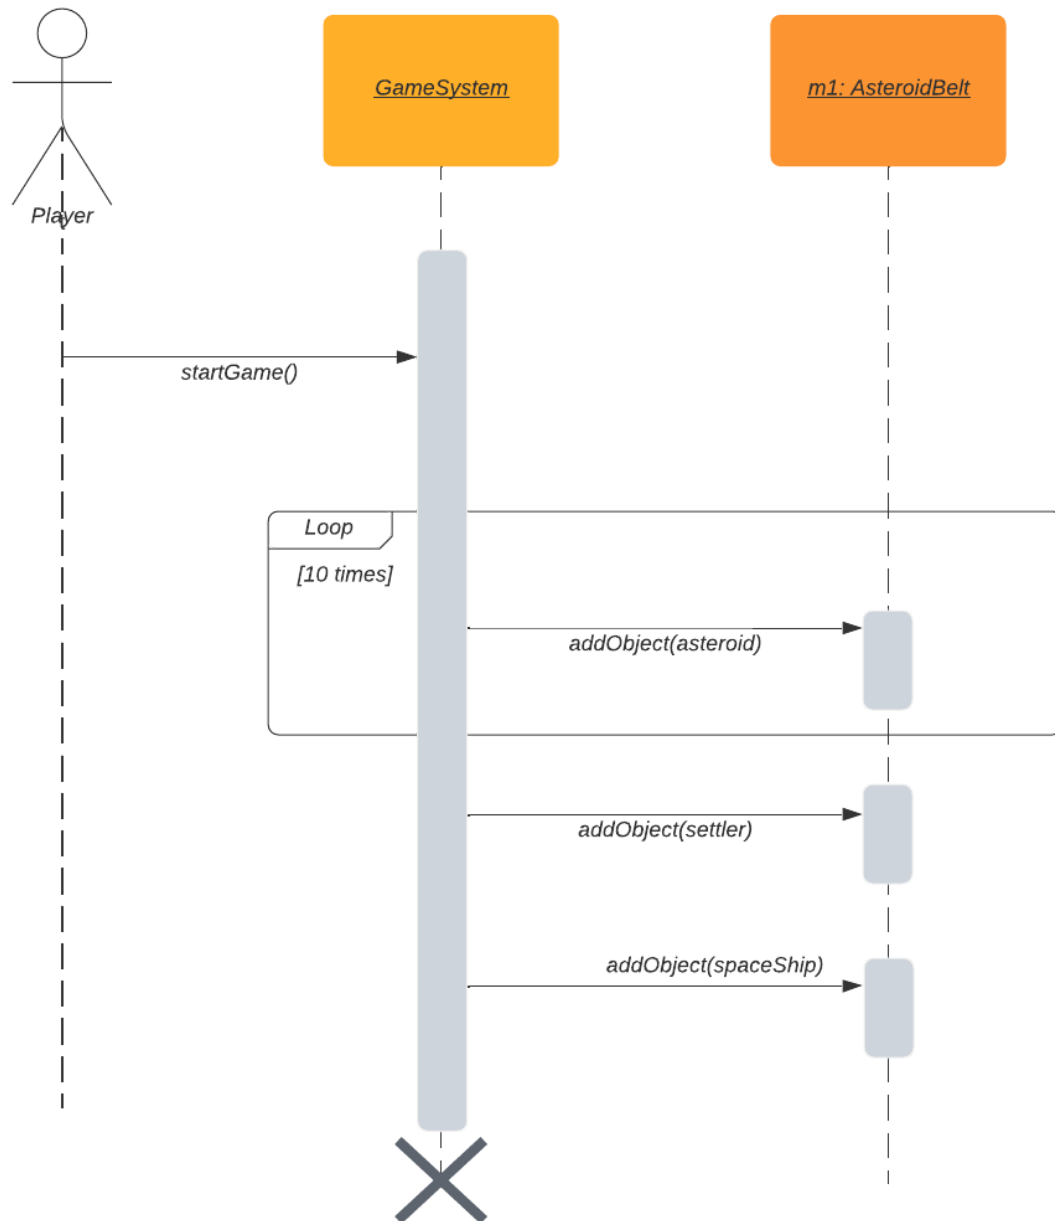 GameSystem
m1: AsteroidBelt
Player
startGame()
Loop
[10 times]
addObject(asteroid)
addObject(settler)
addObject(spaceShip)